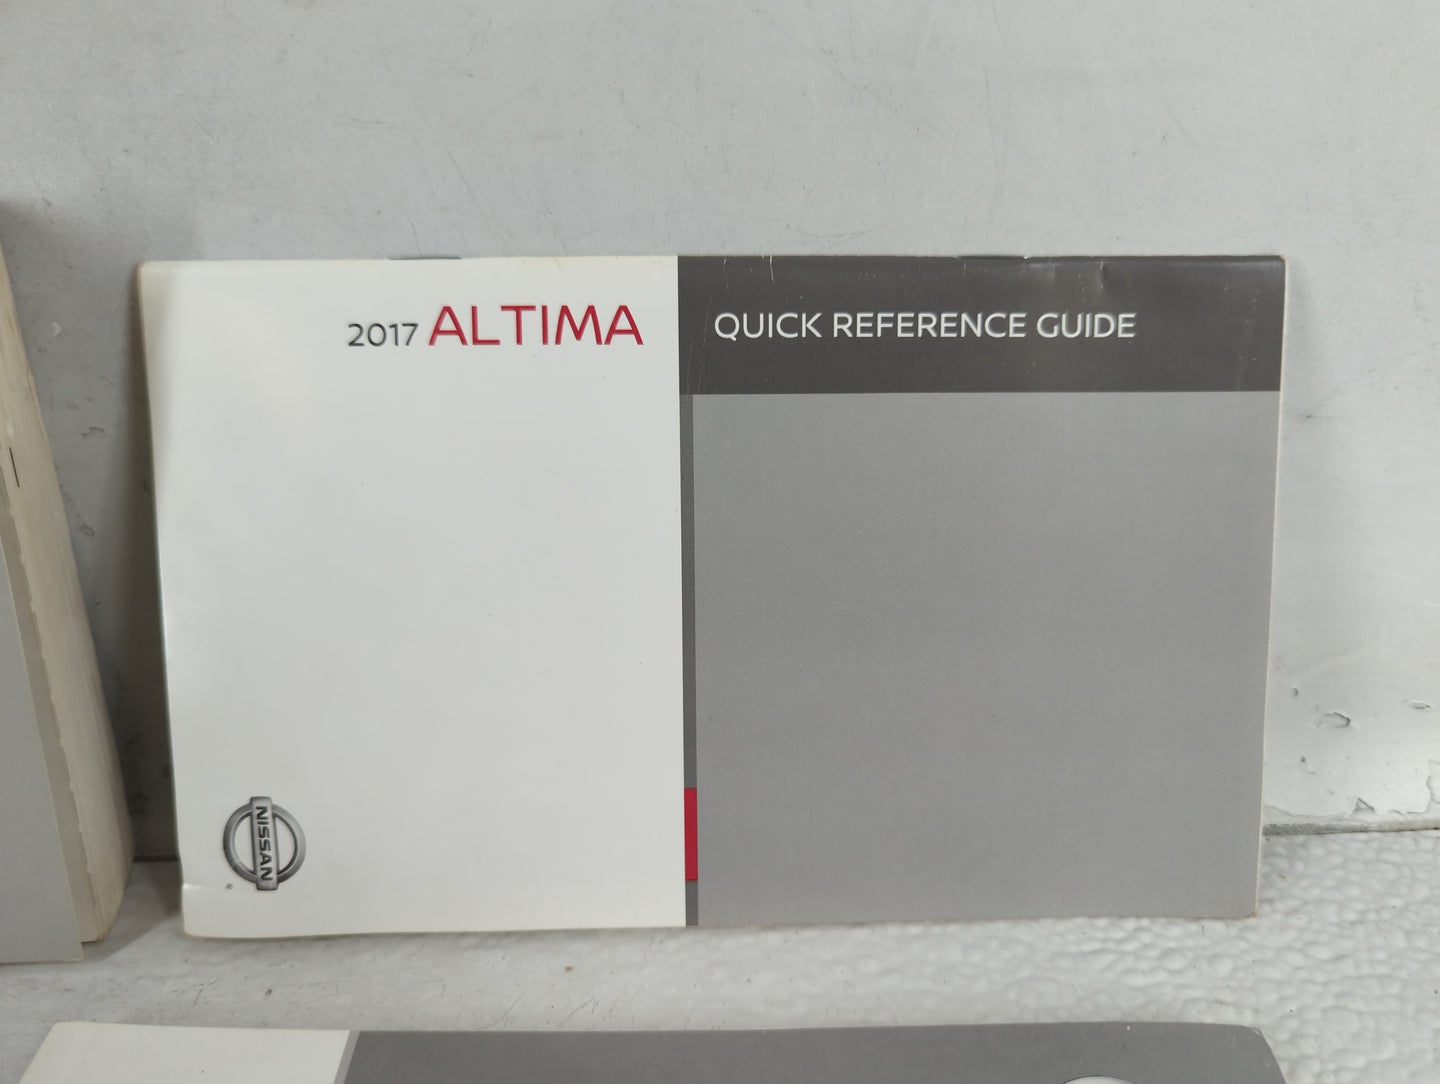 2017 ALTIMA
QUICK REFERENCE GUIDE
NISSAN
®